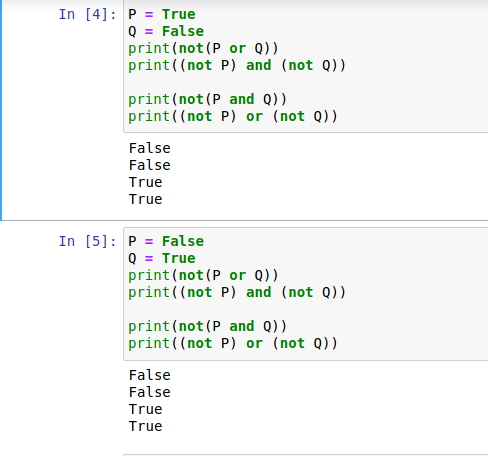 In [4]: P = True
Q = False
print(not(P or Q))
print((not P) and (not Q))
print(not(P and Q))
print((not P) or (not Q))
False
False
True
True
In [5]: P = False
Q = True
print(not(P or Q))
print((not P) and (not Q))
print(not(P and Q))
print((not P) or (not Q))
False
False
True
True